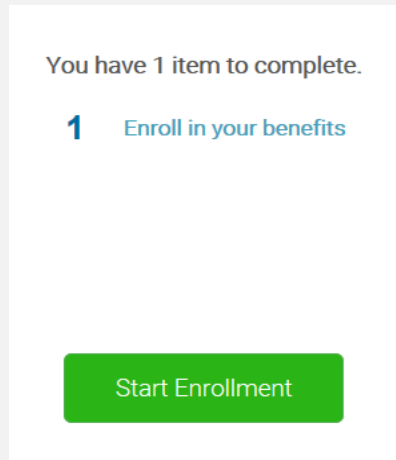 You have 1 item to complete.
1 Enroll in your benefits
Start Enrollment